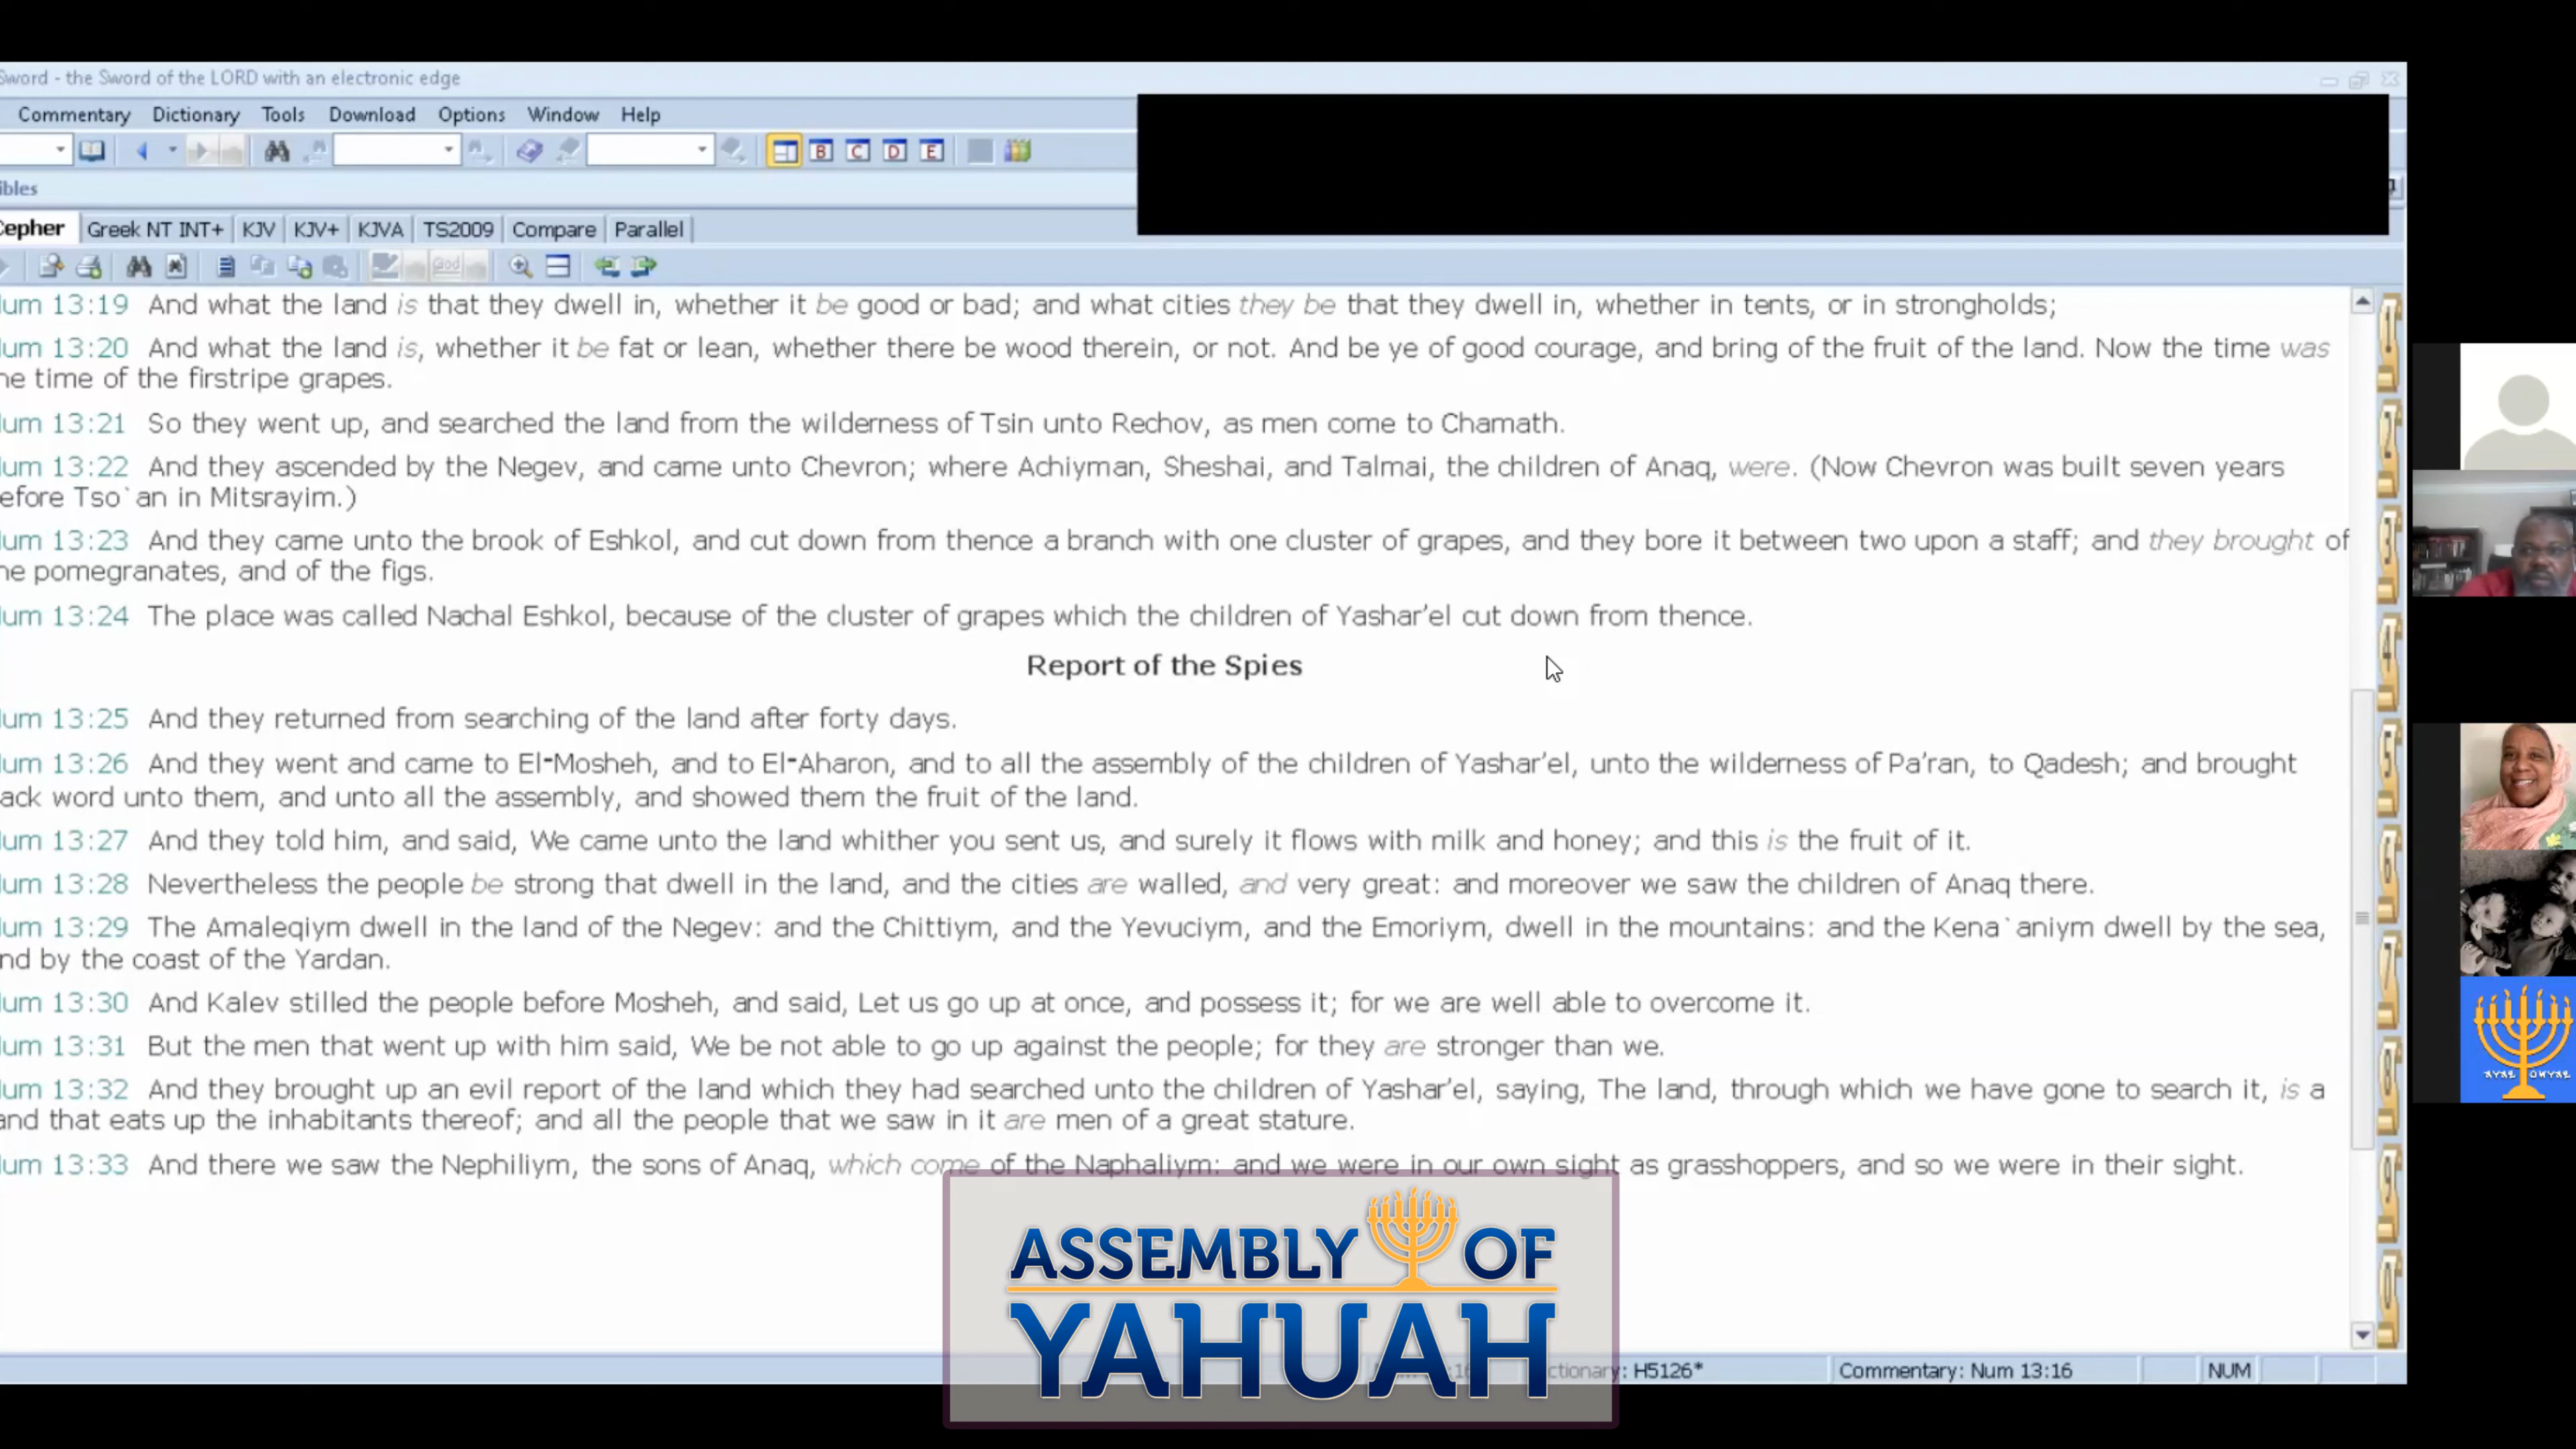 Sword - the Sword of the LORD with an electronic edge
Commentary Dictionary Tools Download Options Window Help
B C D E
ibles
Cepher Greek NT INT+ KJV KJV+ KJVA TS2009 Compare Parallel
God
um 13:19 And what the land is that they dwell in, whether it be good or bad; and what cities they be that they dwell in, whether in tents, or in strongholds;
um 13:20 And what the land is, whether it be fat or lean, whether there be wood therein, or not. And be ye of good courage, and bring of the fruit of the land. Now the time was
he time of the firstripe grapes.
um 13:21 So they went up, and searched the land from the wilderness of Tsin unto Rechov, as men come to Chamath.
um 13:22 And they ascended by the Negev, and came unto Chevron; where Achiyman, Sheshai, and Talmai, the children of Anaq, were. (Now Chevron was built seven years
efore Tso`an in Mitsrayim.)
um 13:23 And they came unto the brook of Eshkol, and cut down from thence a branch with one cluster of grapes, and they bore it between two upon a staff; and they brought of
he pomegranates, and of the figs.
um 13:24 The place was called Nachal Eshkol, because of the cluster of grapes which the children of Yashar'el cut down from thence.
Report of the Spies
um 13:25 And they returned from searching of the land after forty days.
um 13:26 And they went and came to El-Mosheh, and to El-Aharon, and to all the assembly of the children of Yashar'el, unto the wilderness of Pa'ran, to Qadesh; and brought
ack word unto them, and unto all the assembly, and showed them the fruit of the land.
um 13:27 And they told him, and said, We came unto the land whither you sent us, and surely it flows with milk and honey; and this is the fruit of it.
um 13:28 Nevertheless the people be strong that dwell in the land, and the cities are walled, and very great: and moreover we saw the children of Anaq there.
um 13:29 The Amaleqiym dwell in the land of the Negev: and the Chittiym, and the Yevuciym, and the Emoriym, dwell in the mountains: and the Kena`aniym dwell by the sea,
nd by the coast of the Yardan.
um 13:30 And Kalev stilled the people before Mosheh, and said, Let us go up at once, and possess it; for we are well able to overcome it.
um 13:31 But the men that went up with him said, We be not able to go up against the people; for they are stronger than we.
um 13:32 And they brought up an evil report of the land which they had searched unto the children of Yashar'el, saying, The land, through which we have gone to search it, is a
and that eats up the inhabitants thereof; and all the people that we saw in it are men of a great stature.
um 13:33 And there we saw the Nephiliym, the sons of Anaq, which come of the Naphaliym: and we were in our own sight as grasshoppers, and so we were in their sight.
1
2
3
4
5
6
7
8
9
0
ASSEMBLY OF
YAHUAH
ctionary: H5126* Commentary: Num 13:16 NUM